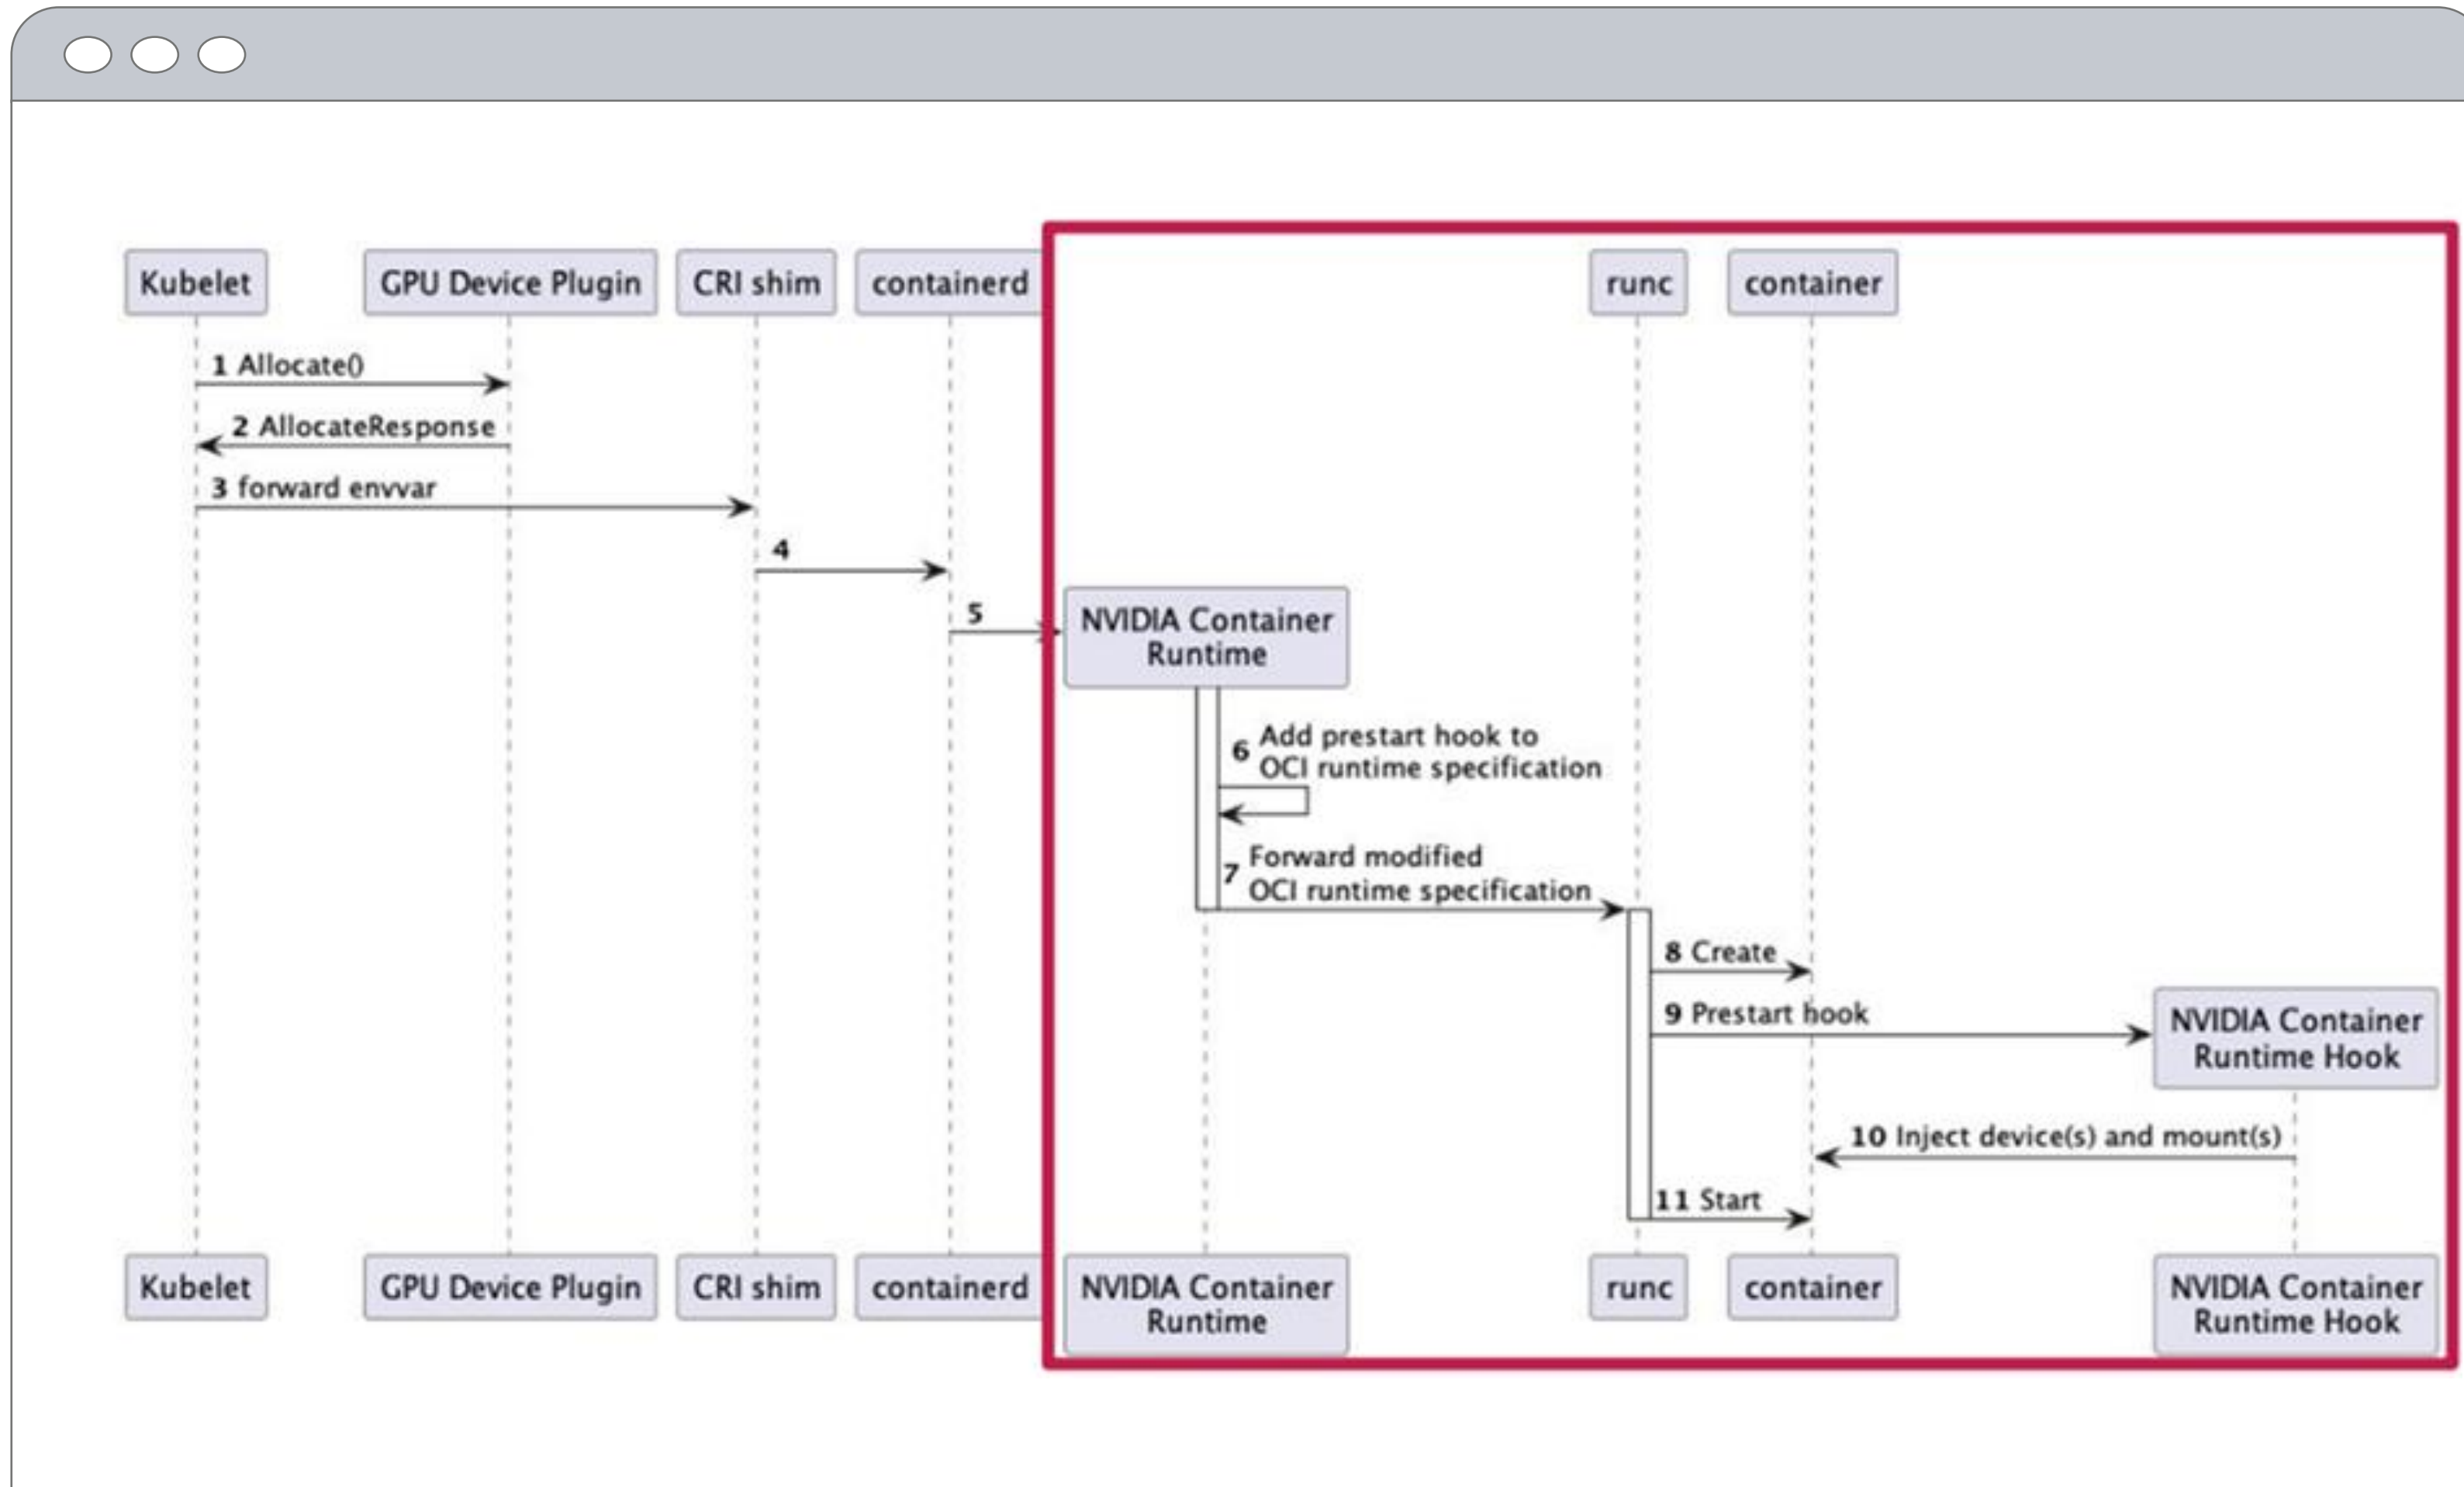 Kubelet
GPU Device Plugin
CRI shim
containerd
runc
container
1 Allocate()
2 AllocateResponse
3 forward envvar
4
5
NVIDIA Container
Runtime
6 Add prestart hook to
OCI runtime specification
7 Forward modified
OCI runtime specification
8 Create
9 Prestart hook
NVIDIA Container
Runtime Hook
10 Inject device(s) and mount(s)
11 Start
Kubelet
GPU Device Plugin
CRI shim
containerd
NVIDIA Container
Runtime
runc
container
NVIDIA Container
Runtime Hook